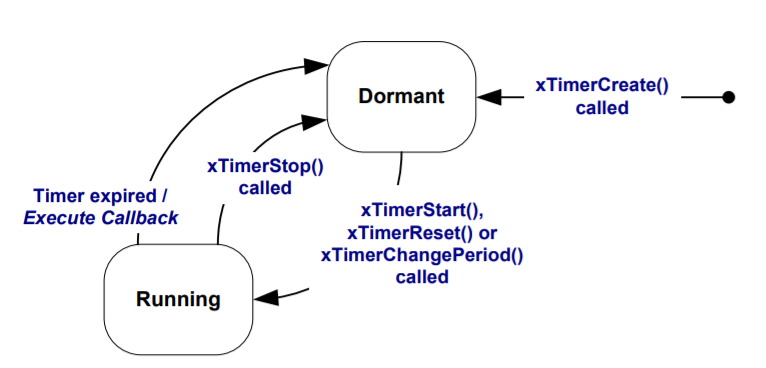 Dormant
xTimerCreate()
called
xTimerStop()
called
Timer expired /
Execute Callback
xTimerStart(),
xTimerReset() or
xTimerChangePeriod()
called
Running